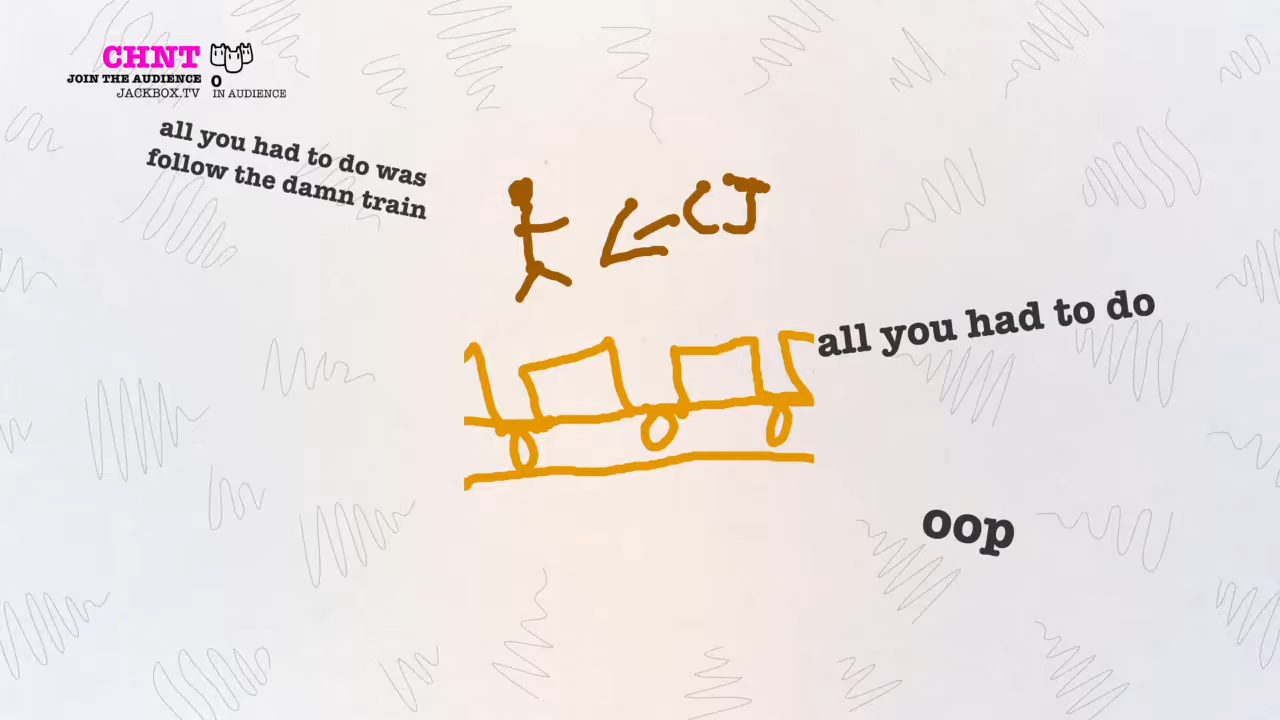 CHNT
JOIN THE AUDIENCE
0
JACKBOX.TV
IN AUDIENCE
all you had to do was
follow the damn train
CJ
all you had to do
oop